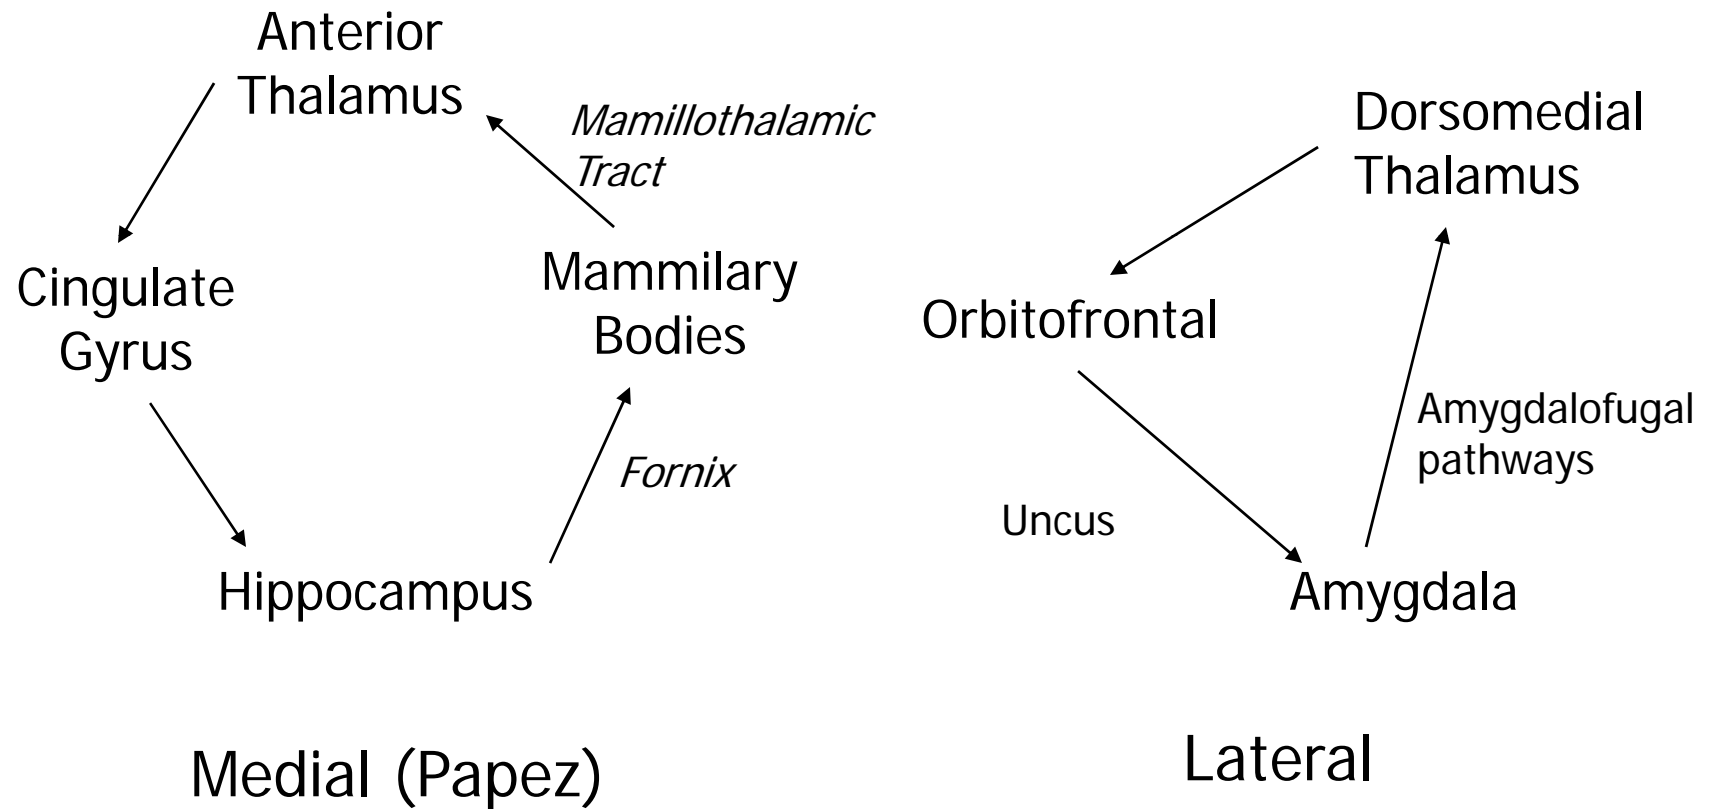 Anterior
Thalamus
Mamillothalamic
Tract
Cingulate
Gyrus
Mammilary
Bodies
Fornix
Hippocampus
Medial (Papez)
Dorsomedial
Thalamus
Orbitofrontal
Amygdalofugal
pathways
Uncus
Amygdala
Lateral